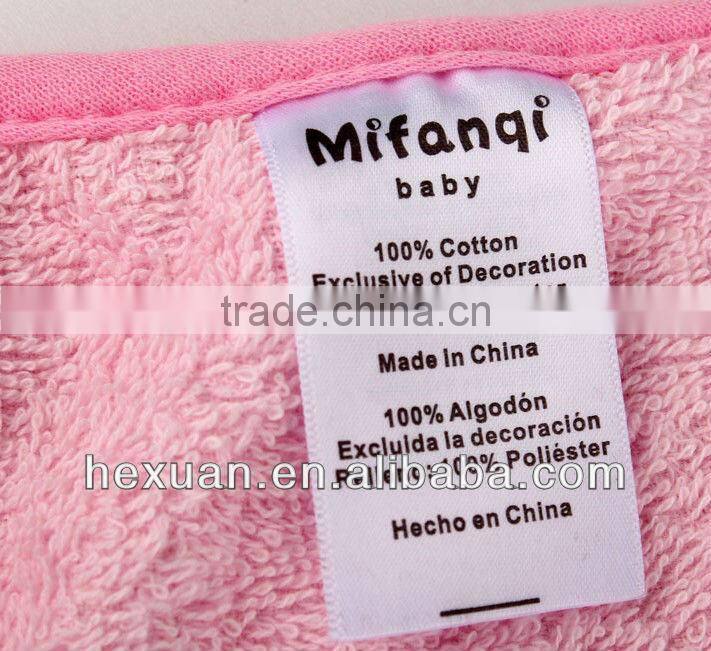 Mifanqi
baby
100% Cotton
Exclusive of Decoration
trade.china.cn
Made in China
100% Algodón
Excluida la decoración
100% Poliéster
hexuan.en.alibaba.com
Hecho en China